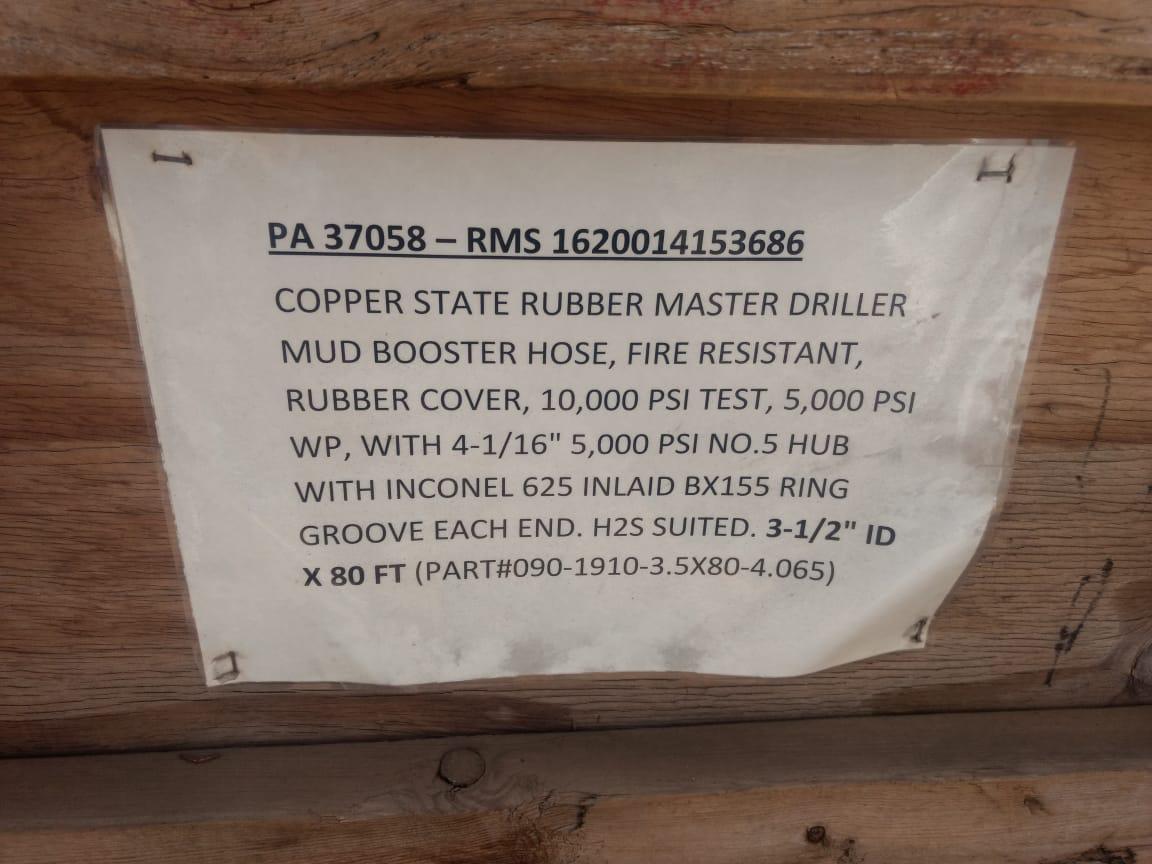 PA 37058 – RMS 1620014153686
COPPER STATE RUBBER MASTER DRILLER
MUD BOOSTER HOSE, FIRE RESISTANT,
RUBBER COVER, 10,000 PSI TEST, 5,000 PSI
WP, WITH 4-1/16" 5,000 PSI NO.5 HUB
WITH INCONEL 625 INLAID BX155 RING
GROOVE EACH END. H2S SUITED. 3-1/2" ID
X 80 FT (PART#090-1910-3.5X80-4.065)